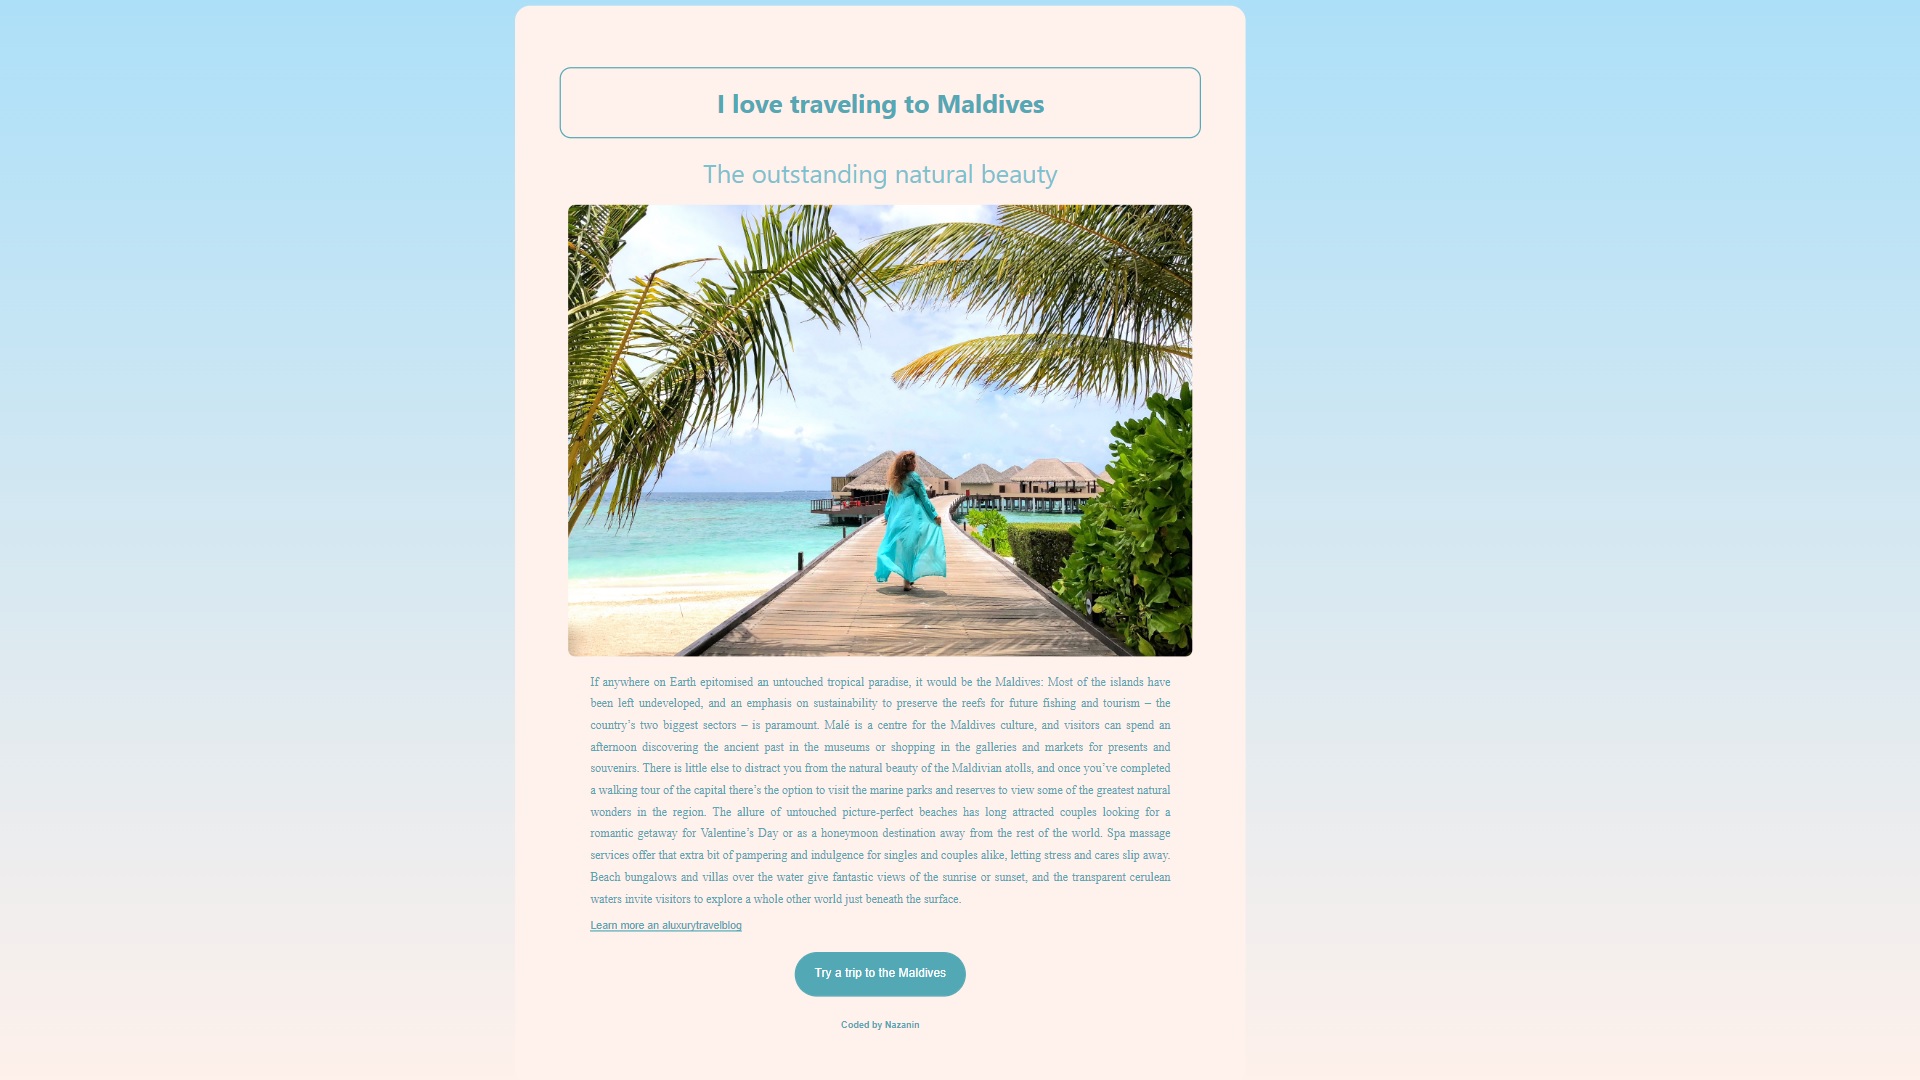 I love traveling to Maldives
The outstanding natural beauty
If anywhere on Earth epitomised an untouched tropical paradise, it would be the Maldives: Most of the islands have
been left undeveloped, and an emphasis on sustainability to preserve the reefs for future fishing and tourism – the
country’s two biggest sectors – is paramount. Malé is a centre for the Maldives culture, and visitors can spend an
afternoon discovering the ancient past in the museums or shopping in the galleries and markets for presents and
souvenirs. There is little else to distract you from the natural beauty of the Maldivian atolls, and once you’ve completed
a walking tour of the capital there’s the option to visit the marine parks and reserves to view some of the greatest natural
wonders in the region. The allure of untouched picture-perfect beaches has long attracted couples looking for a
romantic getaway for Valentine’s Day or as a honeymoon destination away from the rest of the world. Spa massage
services offer that extra bit of pampering and indulgence for singles and couples alike, letting stress and cares slip away.
Beach bungalows and villas over the water give fantastic views of the sunrise or sunset, and the transparent cerulean
waters invite visitors to explore a whole other world just beneath the surface.
Learn more an aluxurytravelblog
Try a trip to the Maldives
Coded by Nazanin